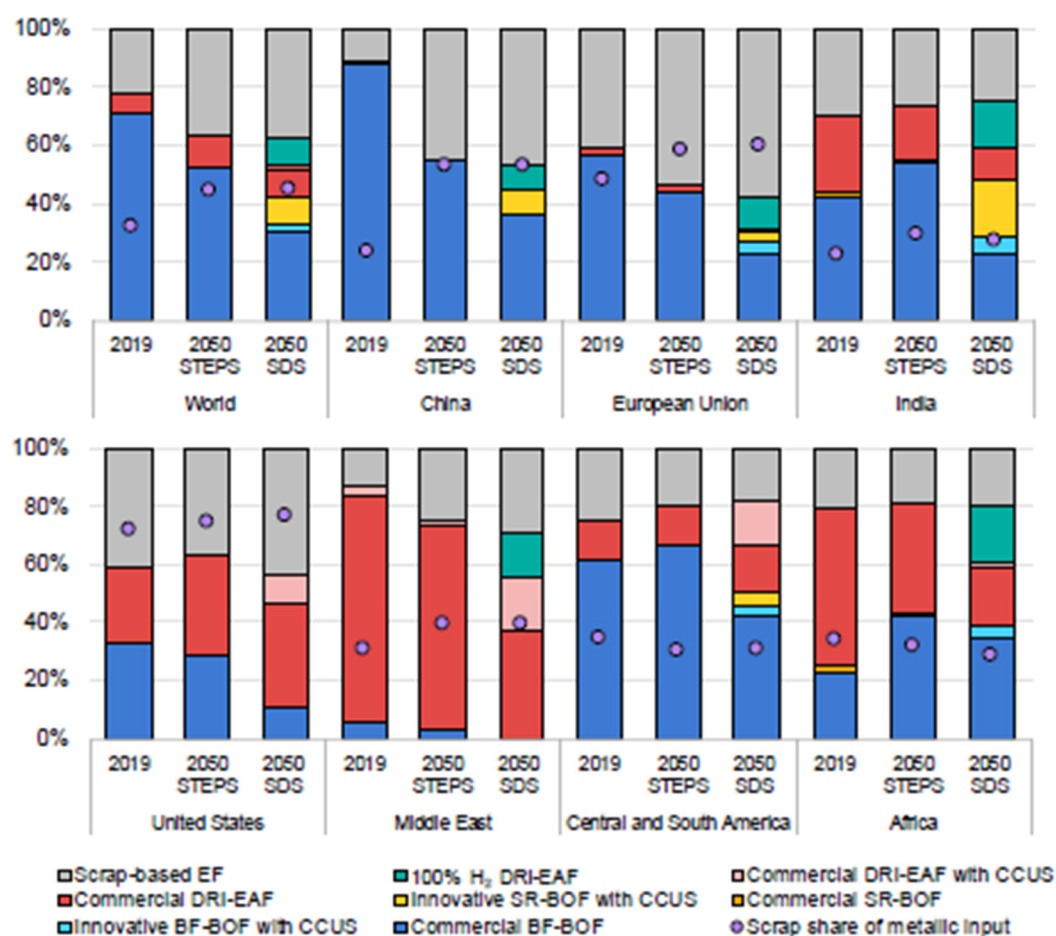 100%
80%
60%
40%
20%
0%
2019 2050 STEPS 2050 SDS 2019 2050 STEPS 2050 SDS 2019 2050 STEPS 2050 SDS 2019 2050 STEPS 2050 SDS
World China European Union India
100%
80%
60%
40%
20%
0%
2019 2050 STEPS 2050 SDS 2019 2050 STEPS 2050 SDS 2019 2050 STEPS 2050 SDS 2019 2050 STEPS 2050 SDS
United States Middle East Central and South America Africa
Scrap-based EF 100% H₂ DRI-EAF Commercial DRI-EAF with CCUS
Commercial DRI-EAF Innovative SR-BOF with CCUS Commercial SR-BOF
Innovative BF-BOF with CCUS Commercial BF-BOF Scrap share of metallic input